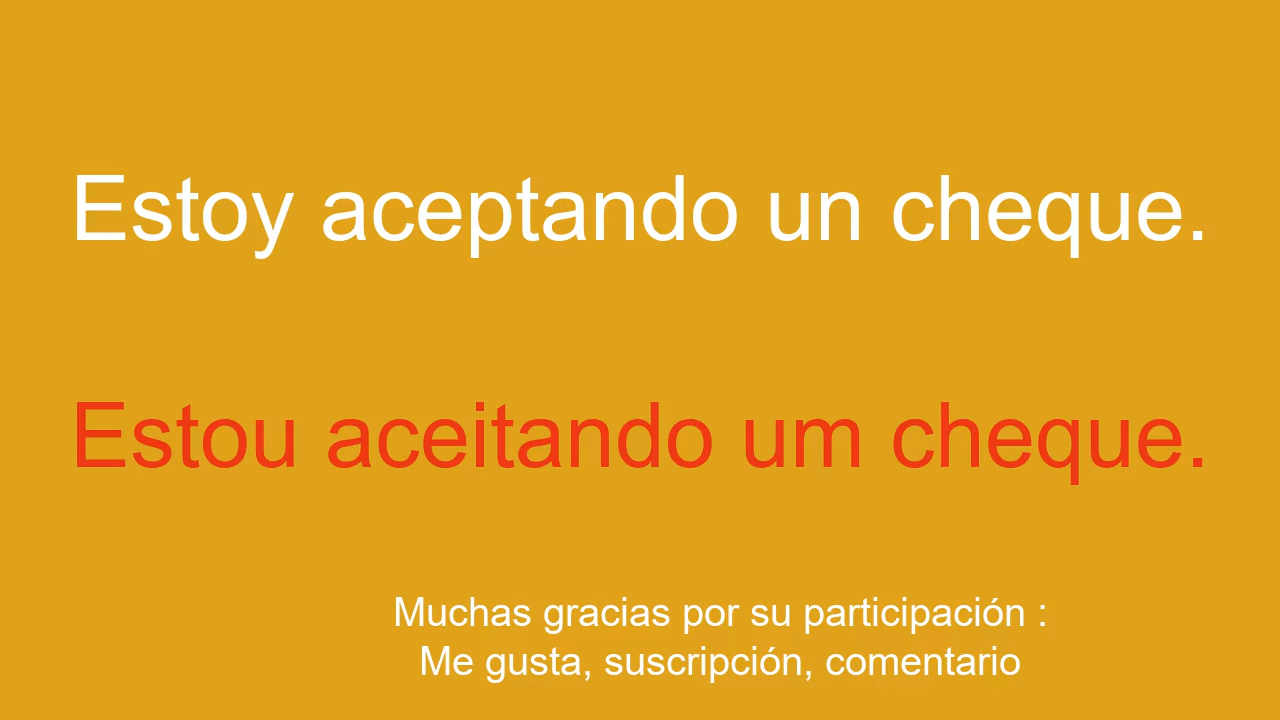 Estoy aceptando un cheque.
Estou aceitando um cheque.
Muchas gracias por su participación :
Me gusta, suscripción, comentario